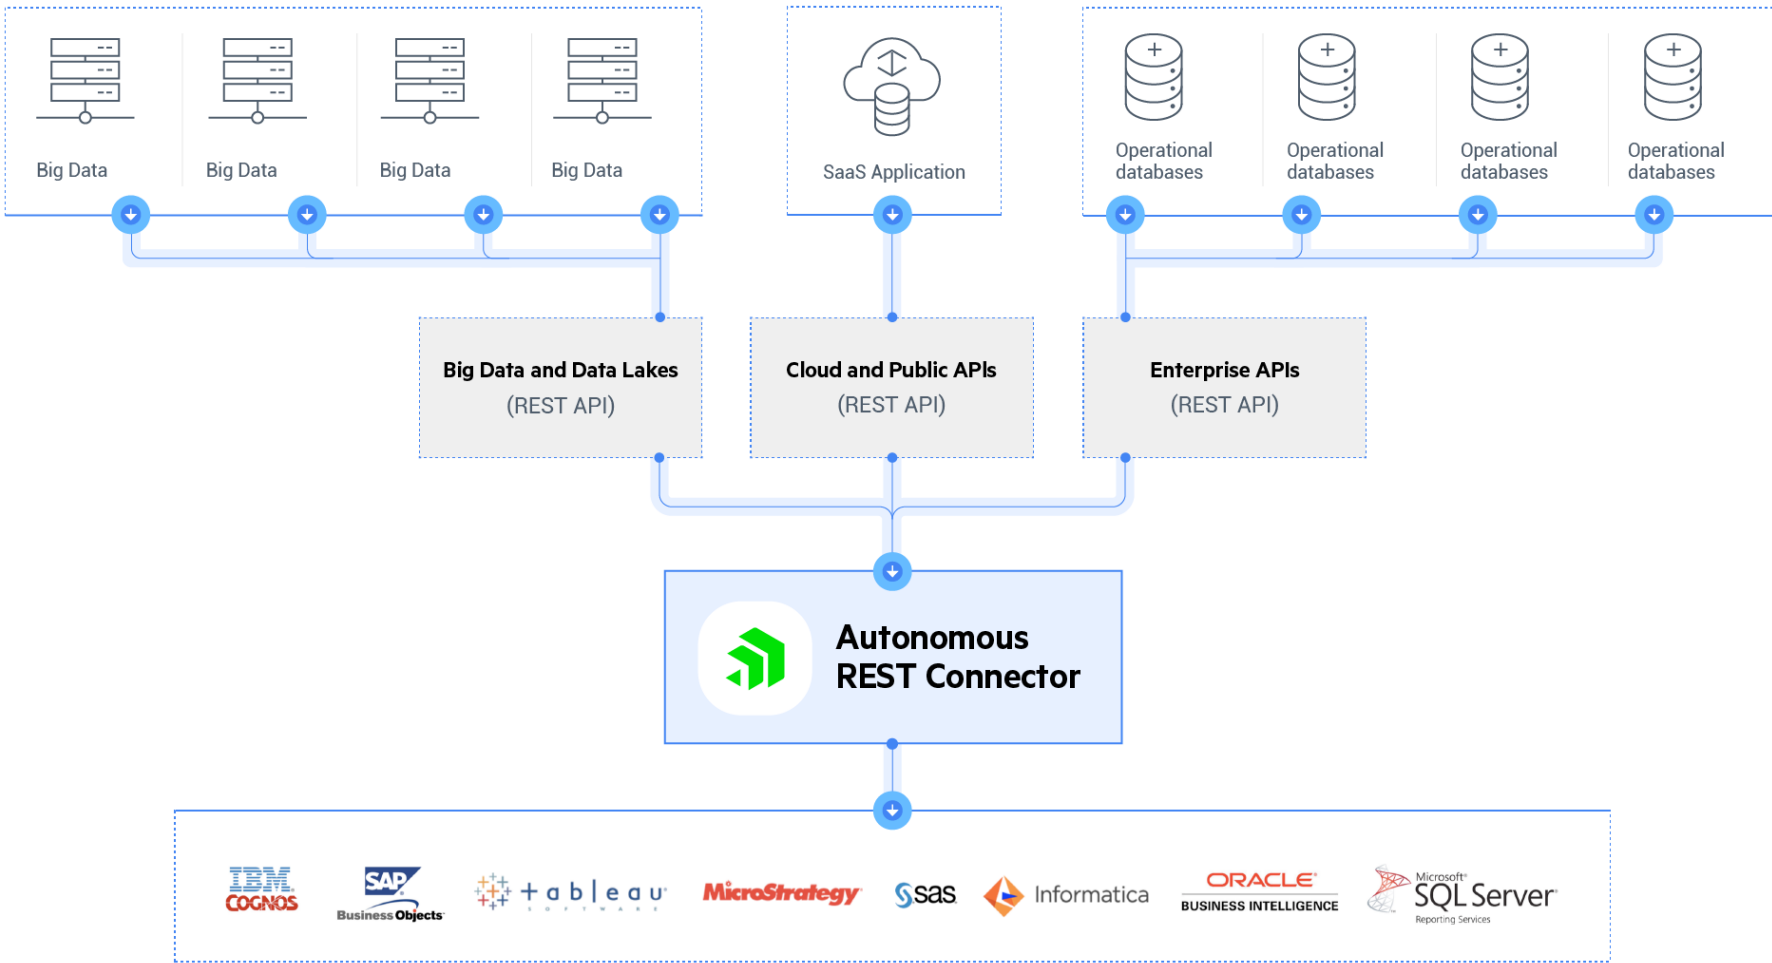 Big Data
Big Data
Big Data
Big Data
SaaS Application
Operational
databases
Operational
databases
Operational
databases
Operational
databases
Big Data and Data Lakes
(REST API)
Cloud and Public APIs
(REST API)
Enterprise APIs
(REST API)
Autonomous
REST Connector
IBM
COGNOS
SAP
Business Objects
+ableau
SOFTWARE
MicroStrategy
sas
Informatica
ORACLE
BUSINESS INTELLIGENCE
Microsoft®
SQL Server
Reporting Services